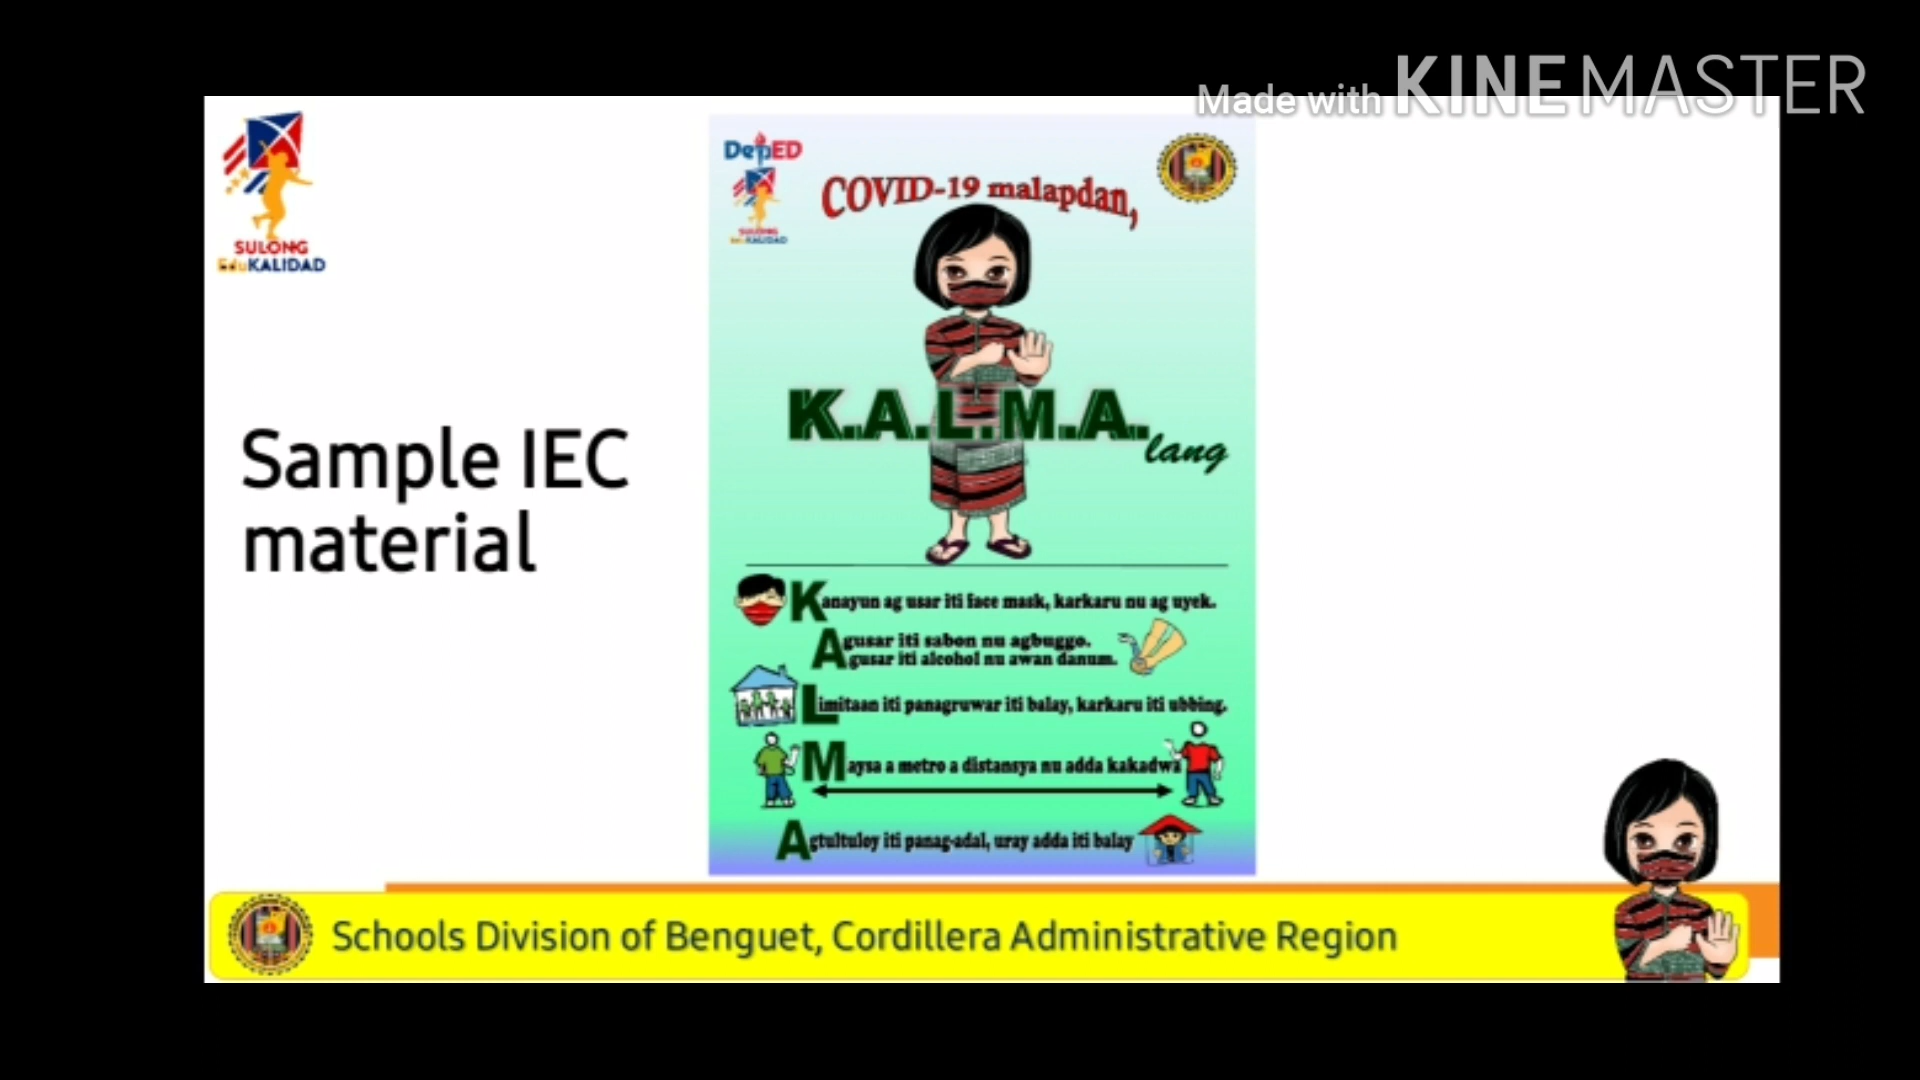 Made with KINEMASTER
SULONG
EduKALIDAD
Sample IEC
material
DepED
SULONG
EduKALIDAD
COVID-19 malapdan,
K.A.L.M.A.
lang
Kanayun ag usar iti face mask, karkaru nu ag uyek.
Agusar iti sabon nu agbuggo.
Agusar iti alcohol nu awan danum.
Limitaan iti panagruwar iti balay, karkaru iti ubbing.
Maysa a metro a distansya nu adda kakadwa
Agtultuloy iti panag-adal, uray adda iti balay
Schools Division of Benguet, Cordillera Administrative Region